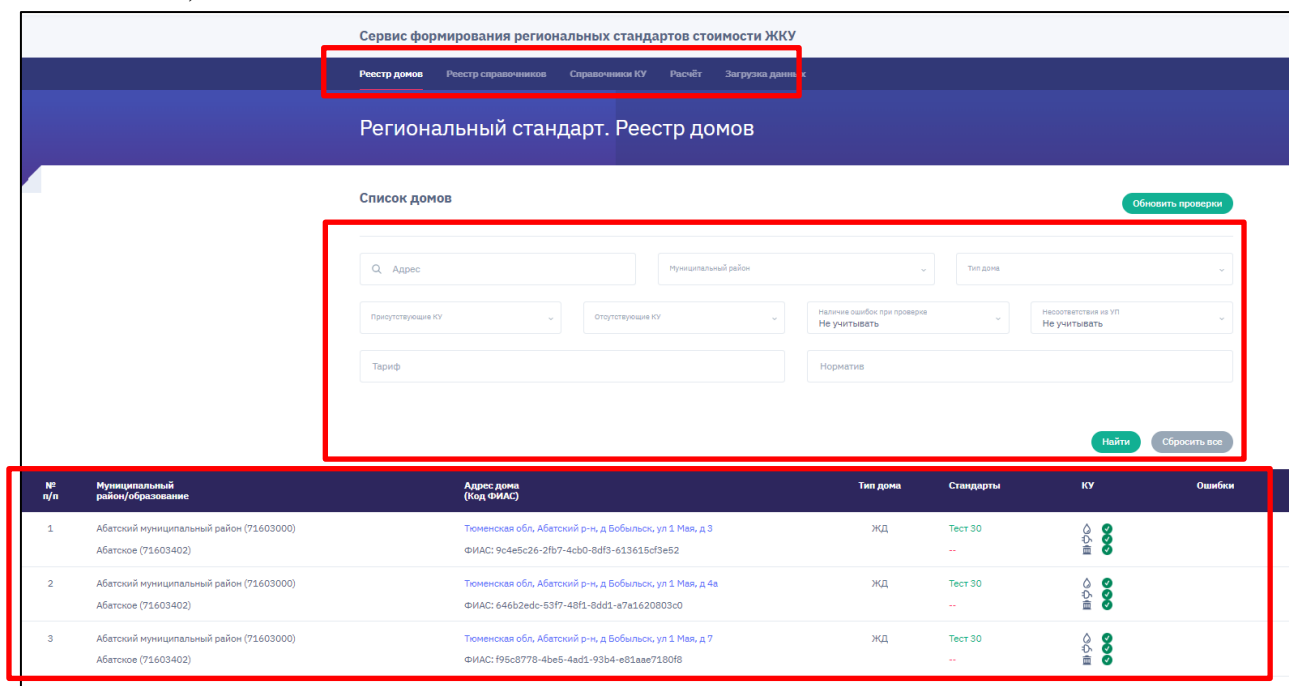 Сервис формирования региональных стандартов стоимости ЖКУ
Реестр домов Реестр справочников Справочники КУ Расчёт Загрузка данных
Региональный стандарт. Реестр домов
Список домов
Обновить проверки
Адрес Муниципальный район Тип дома
Присутствующие КУ Отсутствующие КУ Наличие ошибок при проверке Несоответствия из УП
Не учитывать Не учитывать
Тариф Норматив
Найти Сбросить все
№ Муниципальный Адрес дома Тип дома Стандарты КУ Ошибки
п/п район/образование (Код ФИАС)
1 Абатский муниципальный район (71603000) Тюменская обл, Абатский р-н, д Бобыльск, ул 1 Мая, д 3 ЖД Тест 30
Абатское (71603402) ФИАС: 9c4e5c26-2fb7-4cb0-8df3-613615cf3e52 --
2 Абатский муниципальный район (71603000) Тюменская обл, Абатский р-н, д Бобыльск, ул 1 Мая, д 4а ЖД Тест 30
Абатское (71603402) ФИАС: 646b2edc-53f7-48f1-8dd1-a7a1620803c0 --
3 Абатский муниципальный район (71603000) Тюменская обл, Абатский р-н, д Бобыльск, ул 1 Мая, д 7 ЖД Тест 30
Абатское (71603402) ФИАС: f95c8778-4be5-4ad1-93b4-e81aae7180f8 --